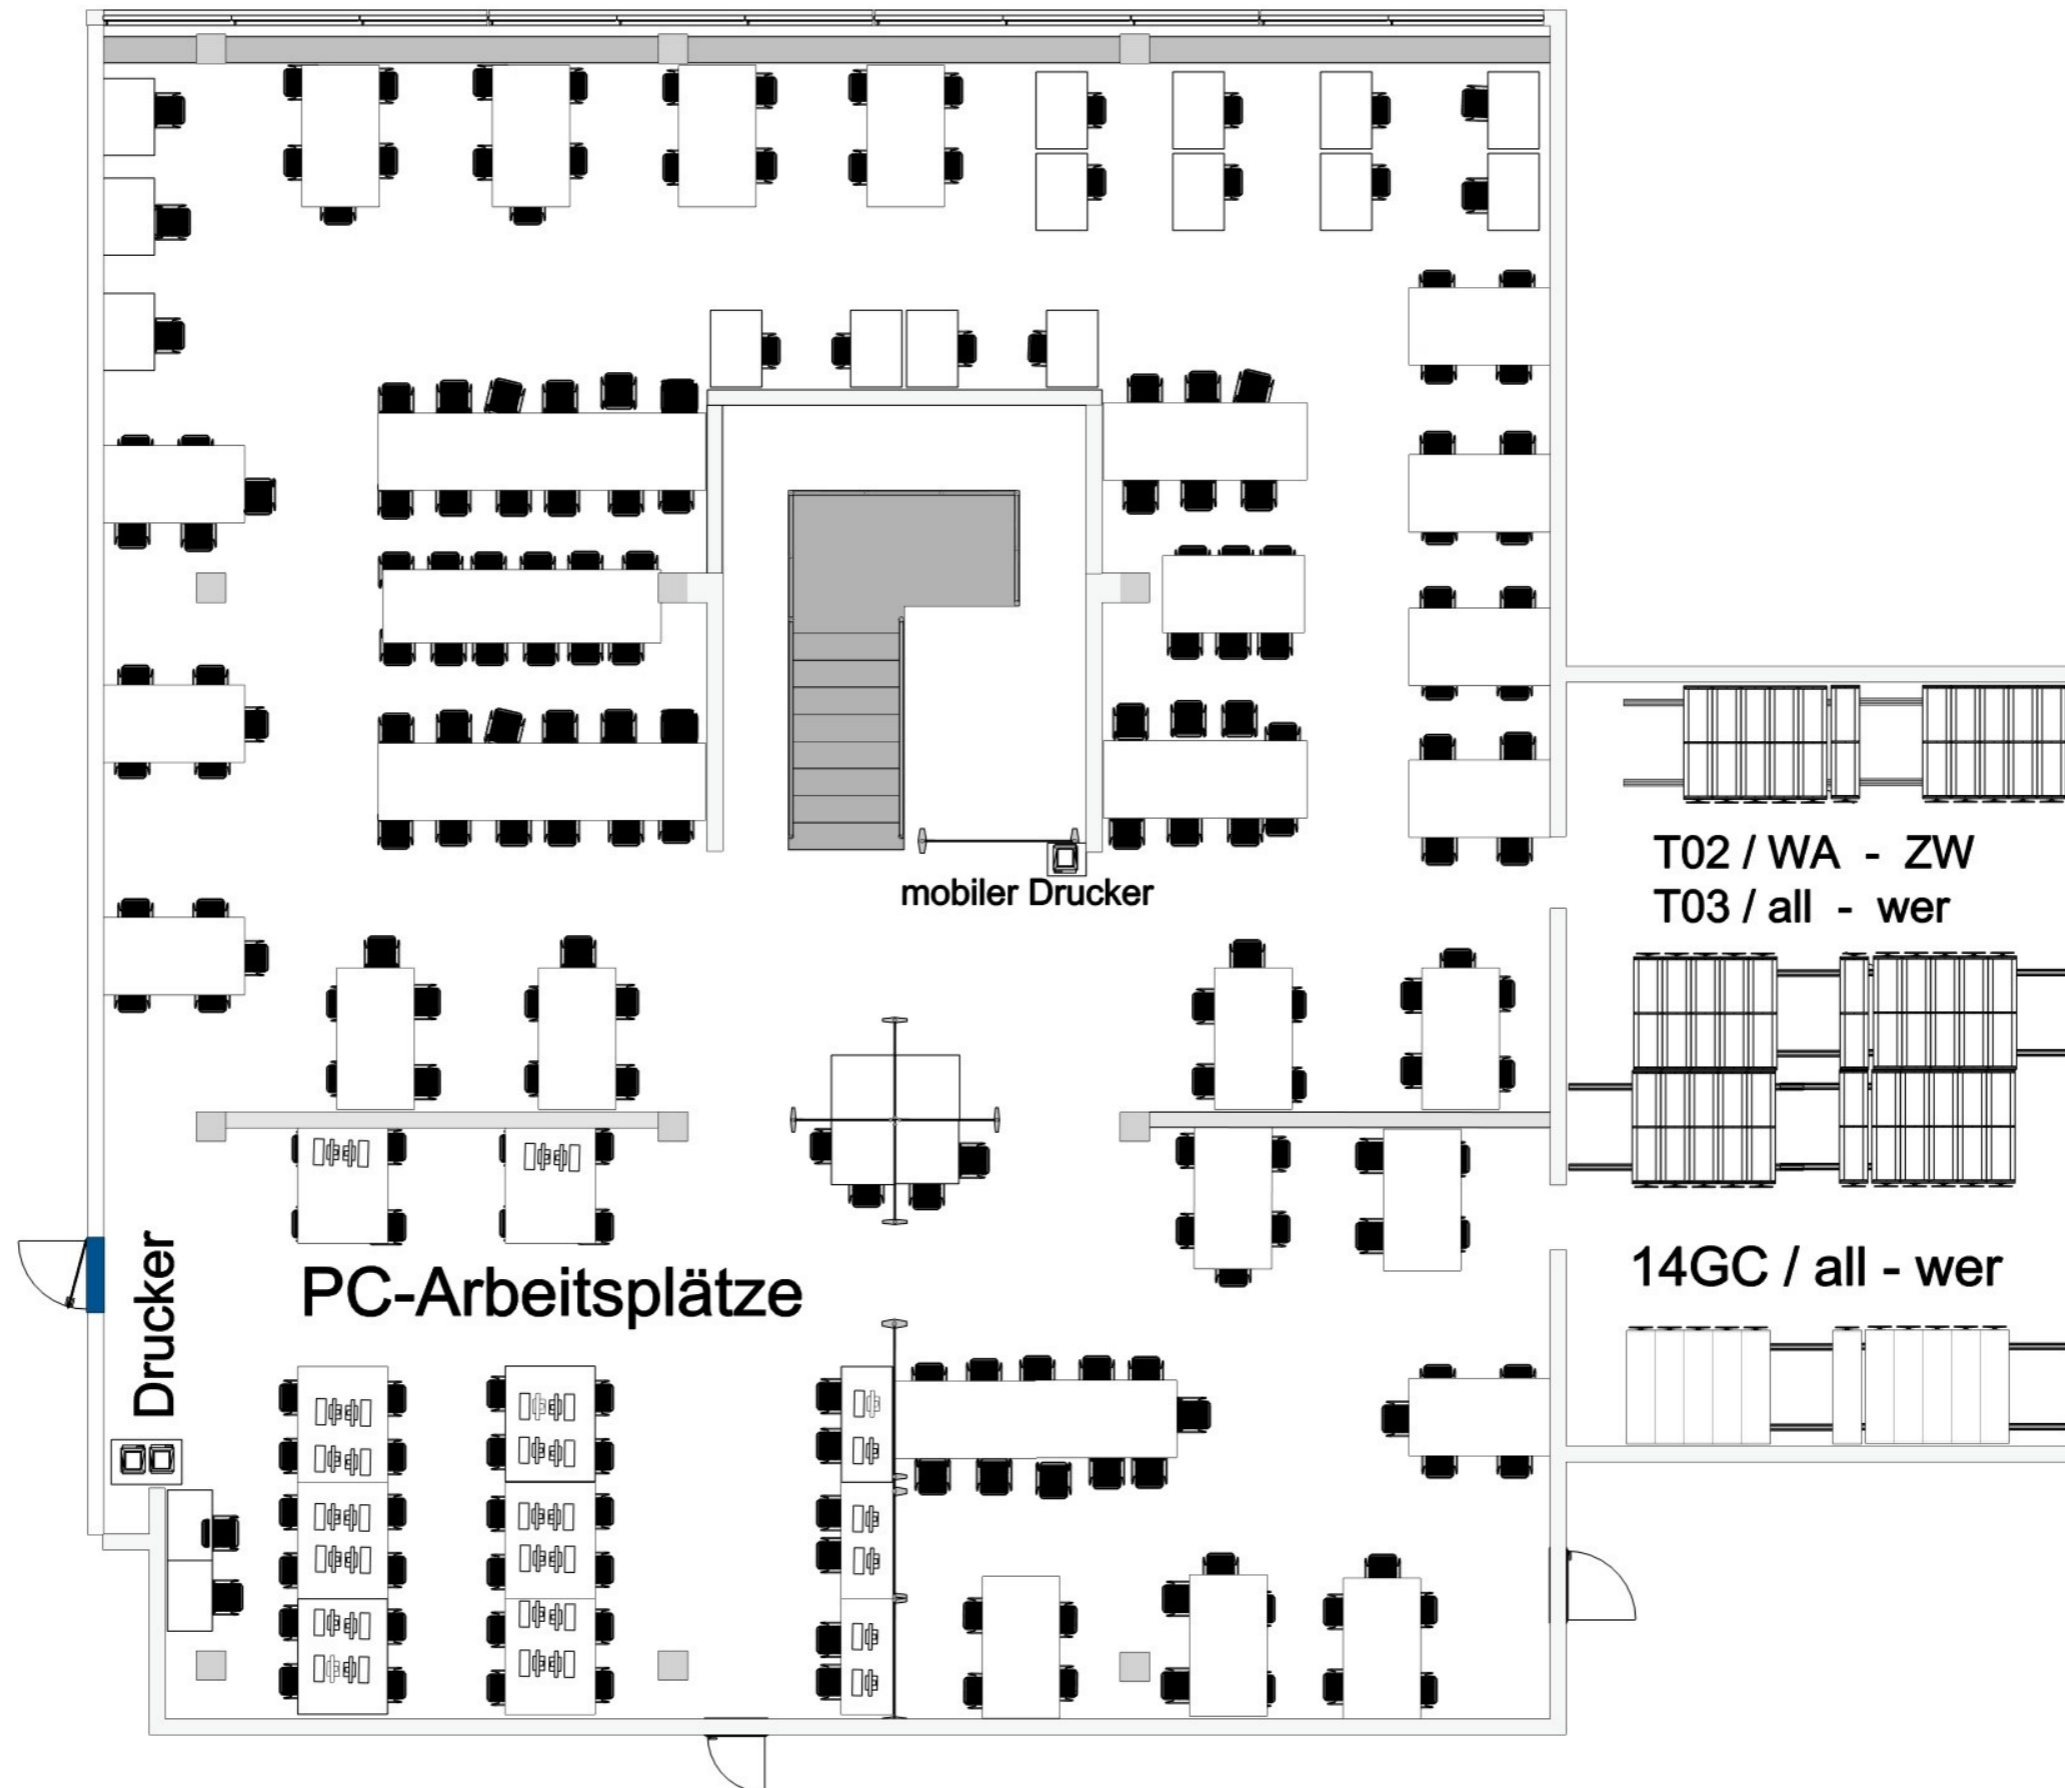 mobiler Drucker
T02 / WA - ZW
T03 / all - wer
Drucker
PC-Arbeitsplätze
14GC / all - wer